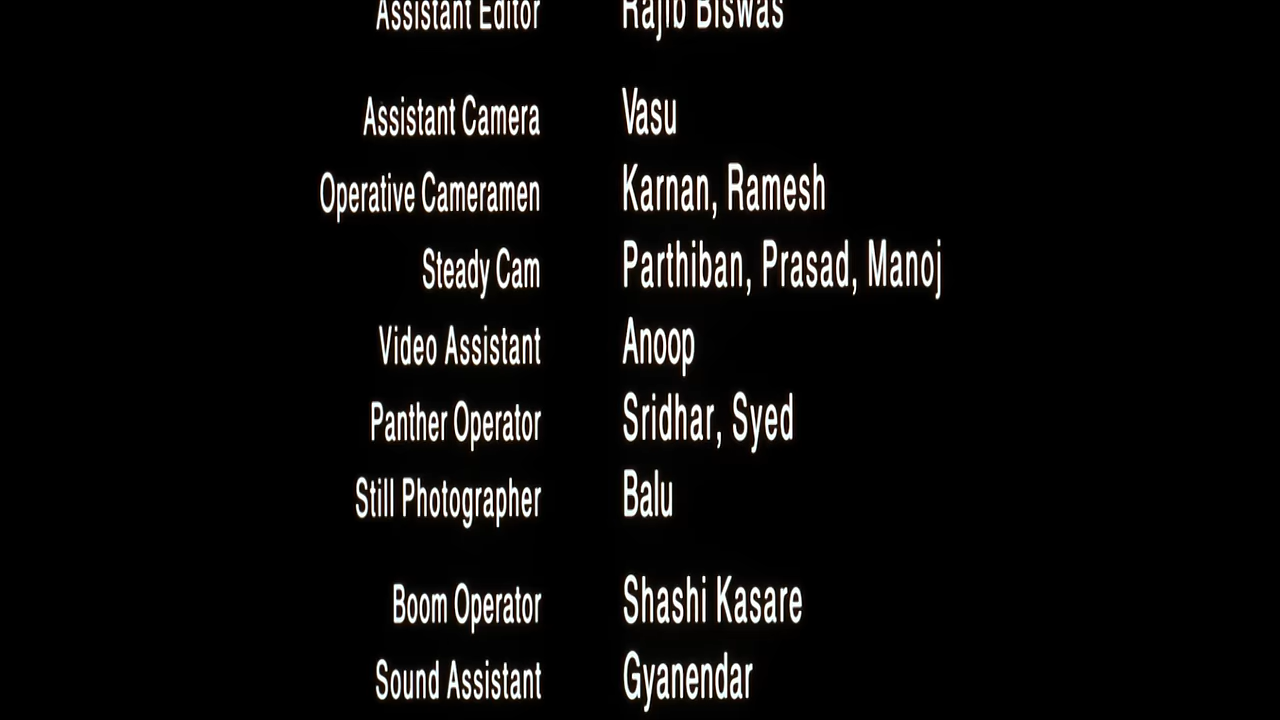 Assistant Editor Rajib Biswas
Assistant Camera Vasu
Operative Cameramen Karnan, Ramesh
Steady Cam Parthiban, Prasad, Manoj
Video Assistant Anoop
Panther Operator Sridhar, Syed
Still Photographer Balu
Boom Operator Shashi Kasare
Sound Assistant Gyanendar